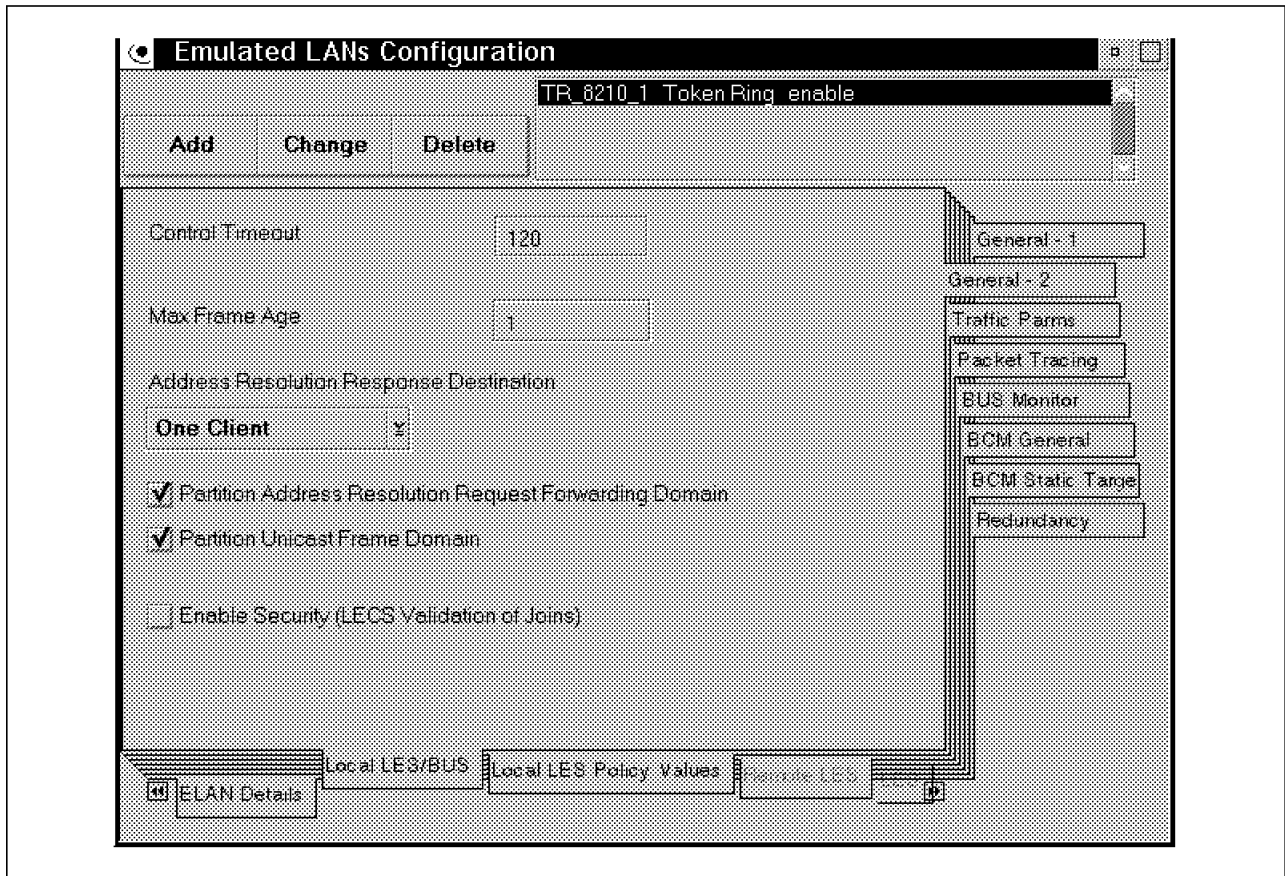 Emulated LANs Configuration
TR_8210_1 Token Ring enable
Add Change Delete
Control Timeout 120
Max Frame Age 1
Address Resolution Response Destination
One Client
Partition Address Resolution Request Forwarding Domain
Partition Unicast Frame Domain
Enable Security (LECS Validation of Joins)
General - 1
General - 2
Traffic Parms
Packet Tracing
BUS Monitor
BCM General
BCM Static Targe
Redundancy
ELAN Details
Local LES/BUS
Local LES Policy Values
Remote LES